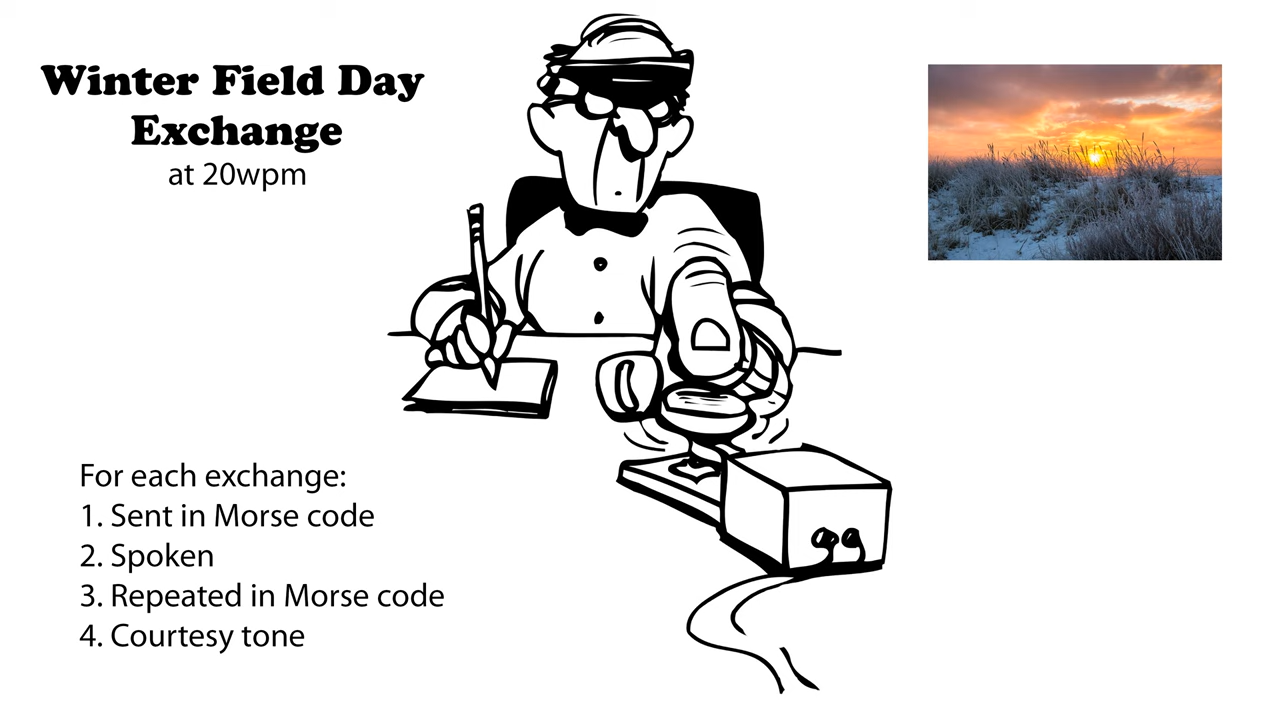 Winter Field Day
Exchange
at 20wpm
For each exchange:
1. Sent in Morse code
2. Spoken
3. Repeated in Morse code
4. Courtesy tone